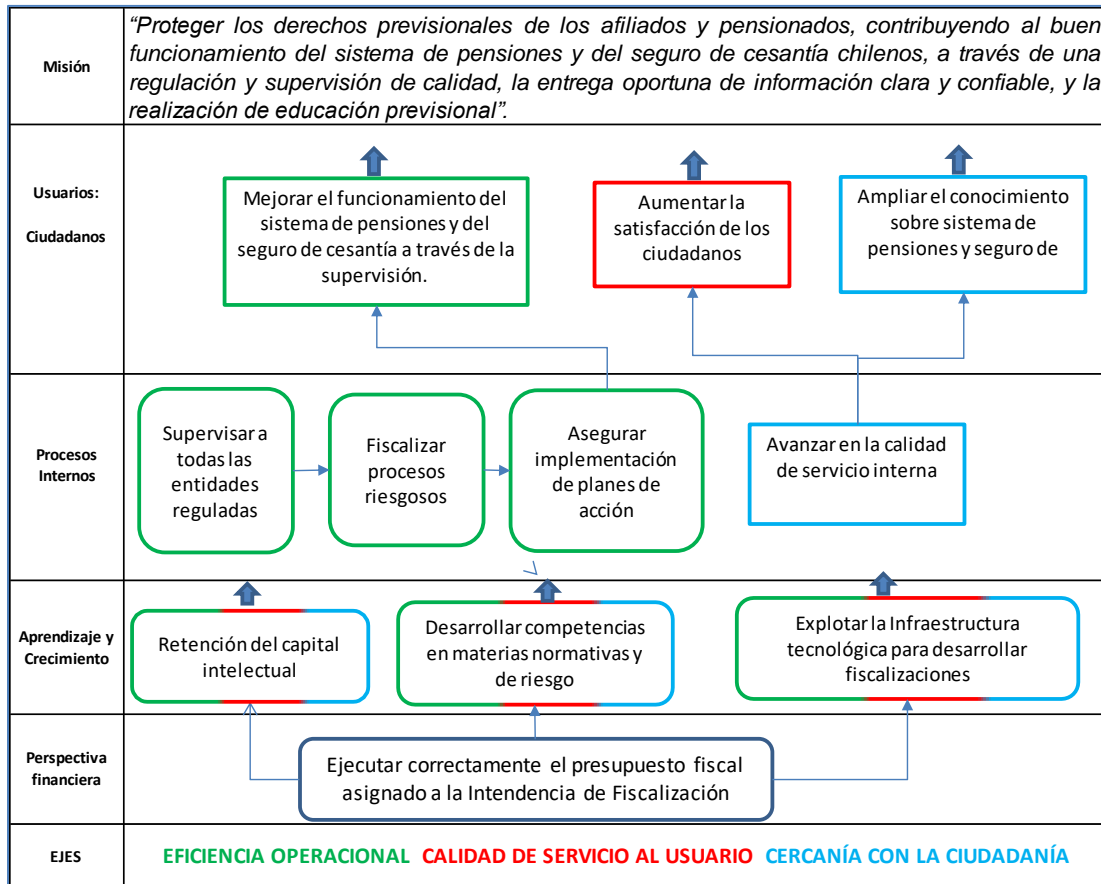 Misión
“Proteger los derechos previsionales de los afiliados y pensionados, contribuyendo al buen
funcionamiento del sistema de pensiones y del seguro de cesantía chilenos, a través de una
regulación y supervisión de calidad, la entrega oportuna de información clara y confiable, y la
realización de educación previsional”.
Usuarios:
Ciudadanos
Mejorar el funcionamiento del
sistema de pensiones y del
seguro de cesantía a través de la
supervisión.
Aumentar la
satisfacción de los
ciudadanos
Ampliar el conocimiento
sobre sistema de
pensiones y seguro de
Procesos
Internos
Supervisar a
todas las
entidades
reguladas
Fiscalizar
procesos
riesgosos
Asegurar
implementación
de planes de
acción
Avanzar en la calidad
de servicio interna
Aprendizaje y
Crecimiento
Retención del capital
intelectual
Desarrollar competencias
en materias normativas y
de riesgo
Explotar la Infraestructura
tecnológica para desarrollar
fiscalizaciones
Perspectiva
financiera
Ejecutar correctamente el presupuesto fiscal
asignado a la Intendencia de Fiscalización
EJES
EFICIENCIA OPERACIONAL CALIDAD DE SERVICIO AL USUARIO CERCANÍA CON LA CIUDADANÍA